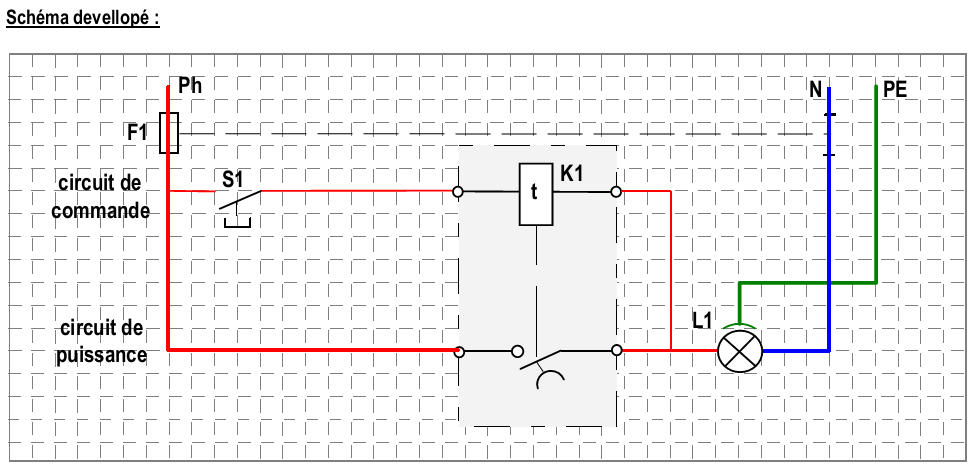 Schéma devellopé :
Ph
N
PE
F1
circuit de
commande
S1
t
K1
circuit de
puissance
L1